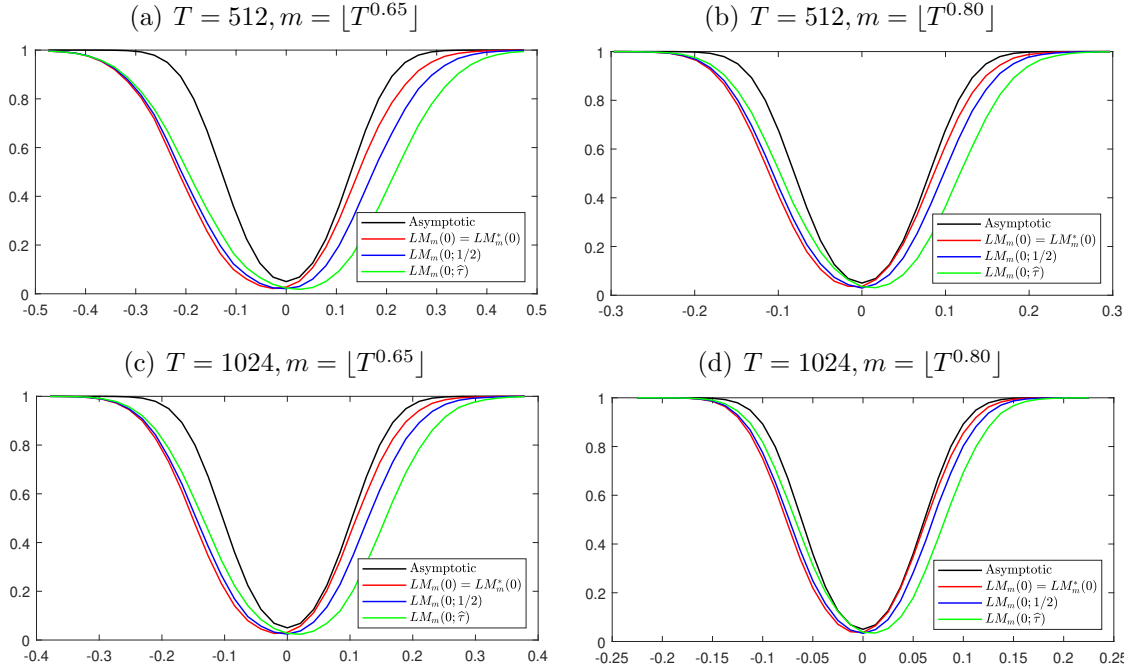 (a) T = 512, m = ⌊T^0.65⌋
1
0.8
0.6
0.4
0.2
0
-0.5 -0.4 -0.3 -0.2 -0.1 0 0.1 0.2 0.3 0.4 0.5
Asymptotic
LM_m(0) = LM*_m(0)
LM_m(0; 1/2)
LM_m(0; τ̂)
(b) T = 512, m = ⌊T^0.80⌋
1
0.8
0.6
0.4
0.2
0
-0.3 -0.2 -0.1 0 0.1 0.2 0.3
Asymptotic
LM_m(0) = LM*_m(0)
LM_m(0; 1/2)
LM_m(0; τ̂)
(c) T = 1024, m = ⌊T^0.65⌋
1
0.8
0.6
0.4
0.2
0
-0.4 -0.3 -0.2 -0.1 0 0.1 0.2 0.3 0.4
Asymptotic
LM_m(0) = LM*_m(0)
LM_m(0; 1/2)
LM_m(0; τ̂)
(d) T = 1024, m = ⌊T^0.80⌋
1
0.8
0.6
0.4
0.2
0
-0.25 -0.2 -0.15 -0.1 -0.05 0 0.05 0.1 0.15 0.2 0.25
Asymptotic
LM_m(0) = LM*_m(0)
LM_m(0; 1/2)
LM_m(0; τ̂)